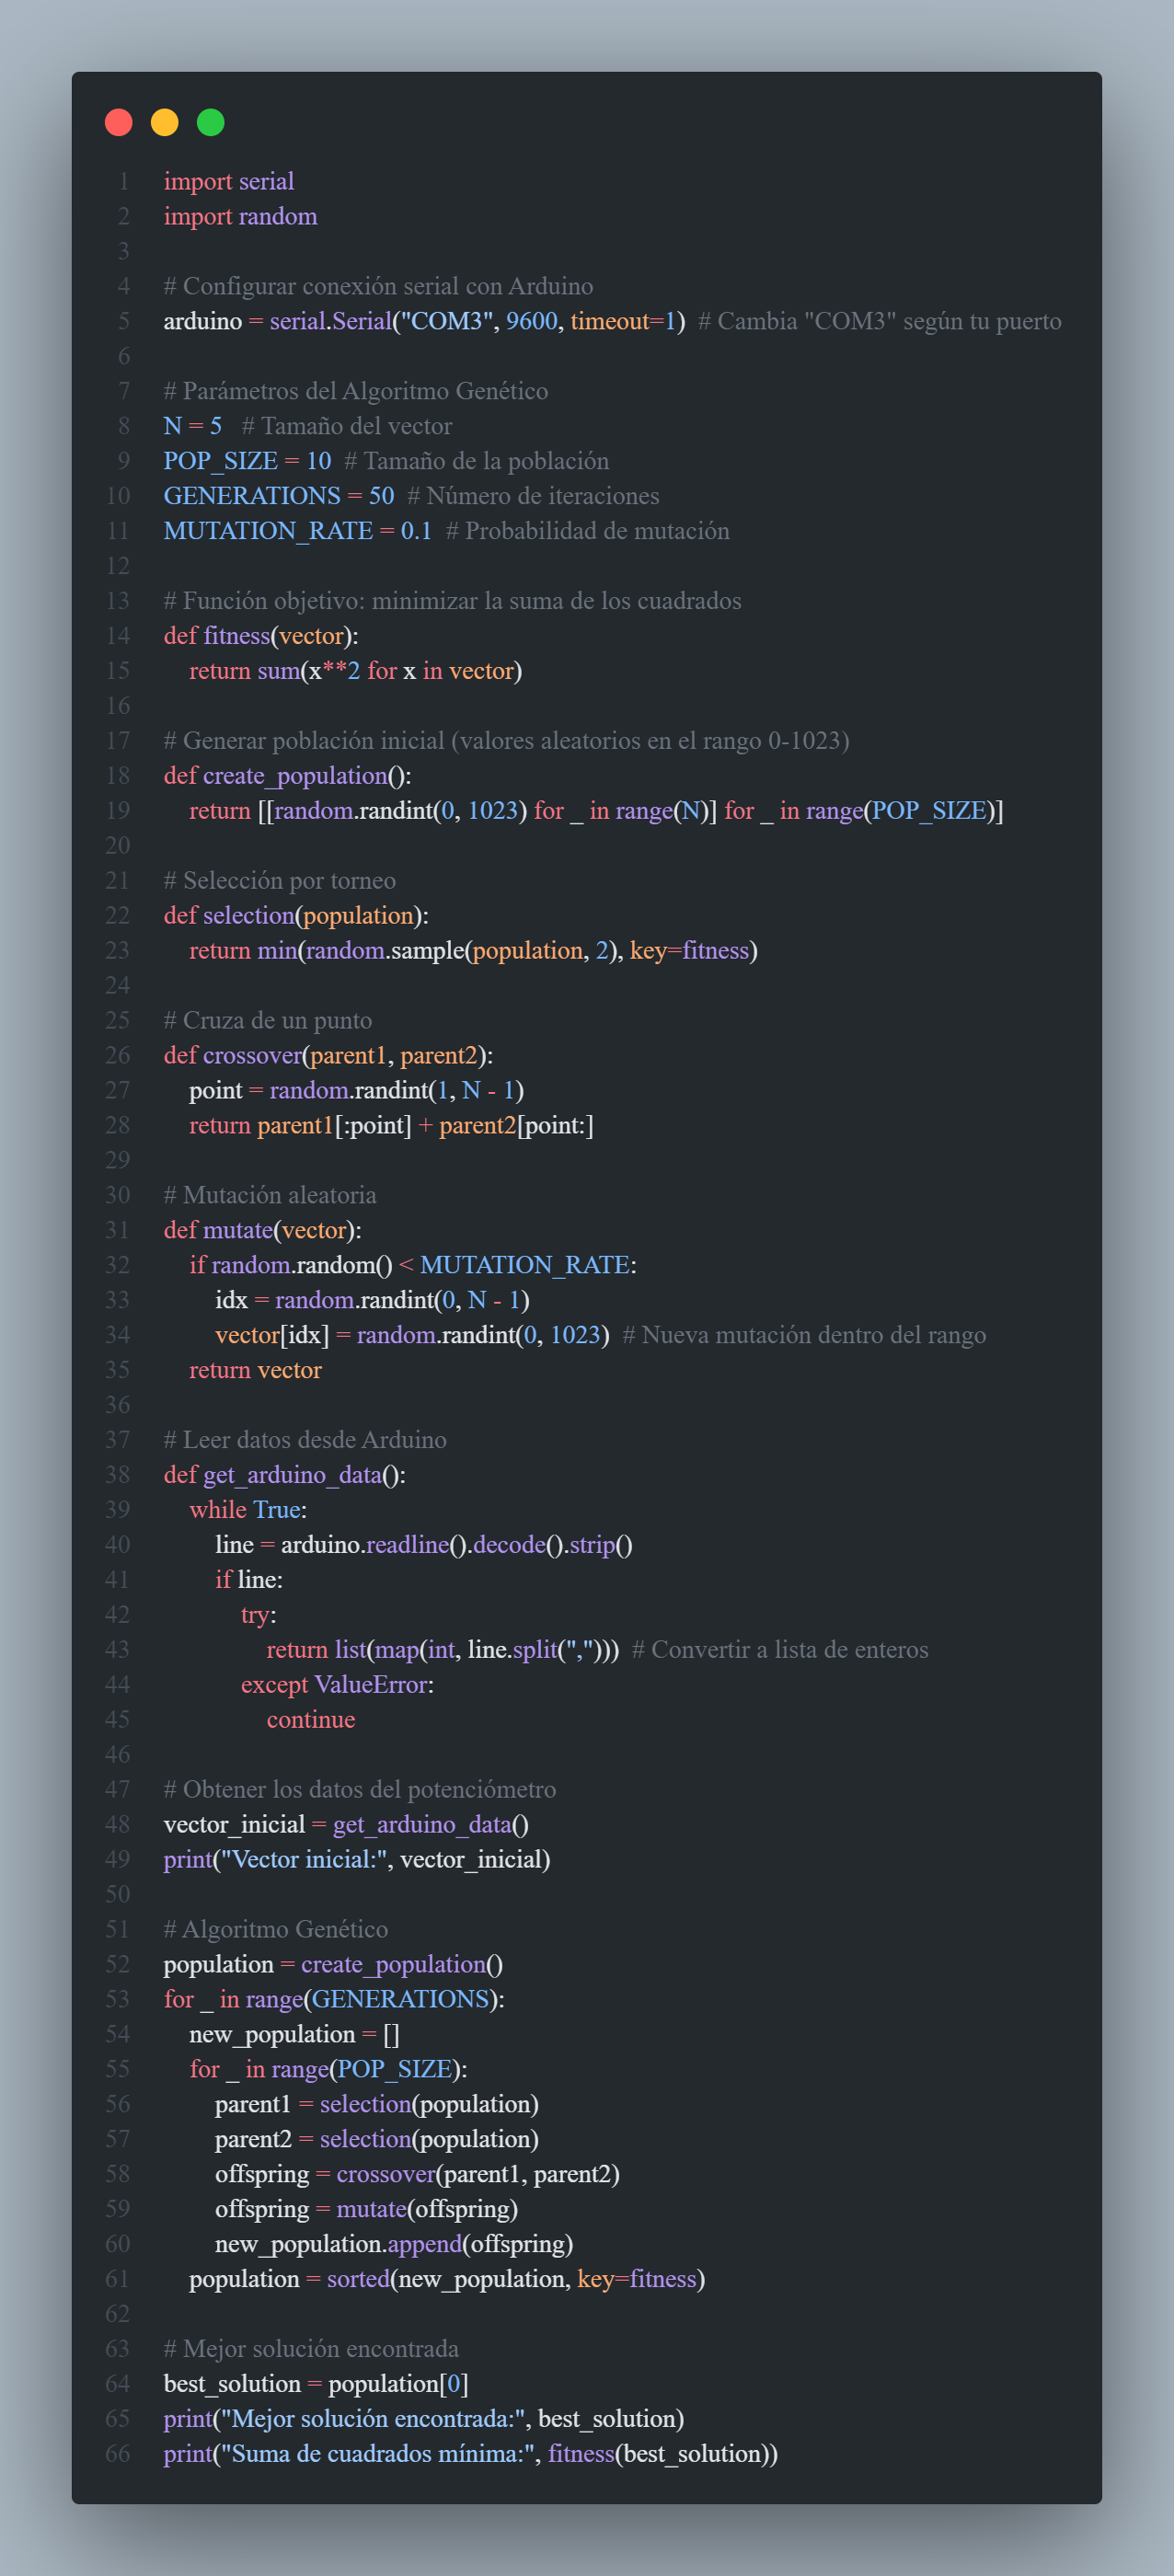 1 import serial
2 import random
3
4 # Configurar conexión serial con Arduino
5 arduino = serial.Serial("COM3", 9600, timeout=1)  # Cambia "COM3" según tu puerto
6
7 # Parámetros del Algoritmo Genético
8 N = 5   # Tamaño del vector
9 POP_SIZE = 10  # Tamaño de la población
10 GENERATIONS = 50  # Número de iteraciones
11 MUTATION_RATE = 0.1  # Probabilidad de mutación
12
13 # Función objetivo: minimizar la suma de los cuadrados
14 def fitness(vector):
15     return sum(x**2 for x in vector)
16
17 # Generar población inicial (valores aleatorios en el rango 0-1023)
18 def create_population():
19     return [[random.randint(0, 1023) for _ in range(N)] for _ in range(POP_SIZE)]
20
21 # Selección por torneo
22 def selection(population):
23     return min(random.sample(population, 2), key=fitness)
24
25 # Cruza de un punto
26 def crossover(parent1, parent2):
27     point = random.randint(1, N - 1)
28     return parent1[:point] + parent2[point:]
29
30 # Mutación aleatoria
31 def mutate(vector):
32     if random.random() < MUTATION_RATE:
33         idx = random.randint(0, N - 1)
34         vector[idx] = random.randint(0, 1023)  # Nueva mutación dentro del rango
35     return vector
36
37 # Leer datos desde Arduino
38 def get_arduino_data():
39     while True:
40         line = arduino.readline().decode().strip()
41         if line:
42             try:
43                 return list(map(int, line.split(",")))  # Convertir a lista de enteros
44             except ValueError:
45                 continue
46
47 # Obtener los datos del potenciómetro
48 vector_inicial = get_arduino_data()
49 print("Vector inicial:", vector_inicial)
50
51 # Algoritmo Genético
52 population = create_population()
53 for _ in range(GENERATIONS):
54     new_population = []
55     for _ in range(POP_SIZE):
56         parent1 = selection(population)
57         parent2 = selection(population)
58         offspring = crossover(parent1, parent2)
59         offspring = mutate(offspring)
60         new_population.append(offspring)
61     population = sorted(new_population, key=fitness)
62
63 # Mejor solución encontrada
64 best_solution = population[0]
65 print("Mejor solución encontrada:", best_solution)
66 print("Suma de cuadrados mínima:", fitness(best_solution))